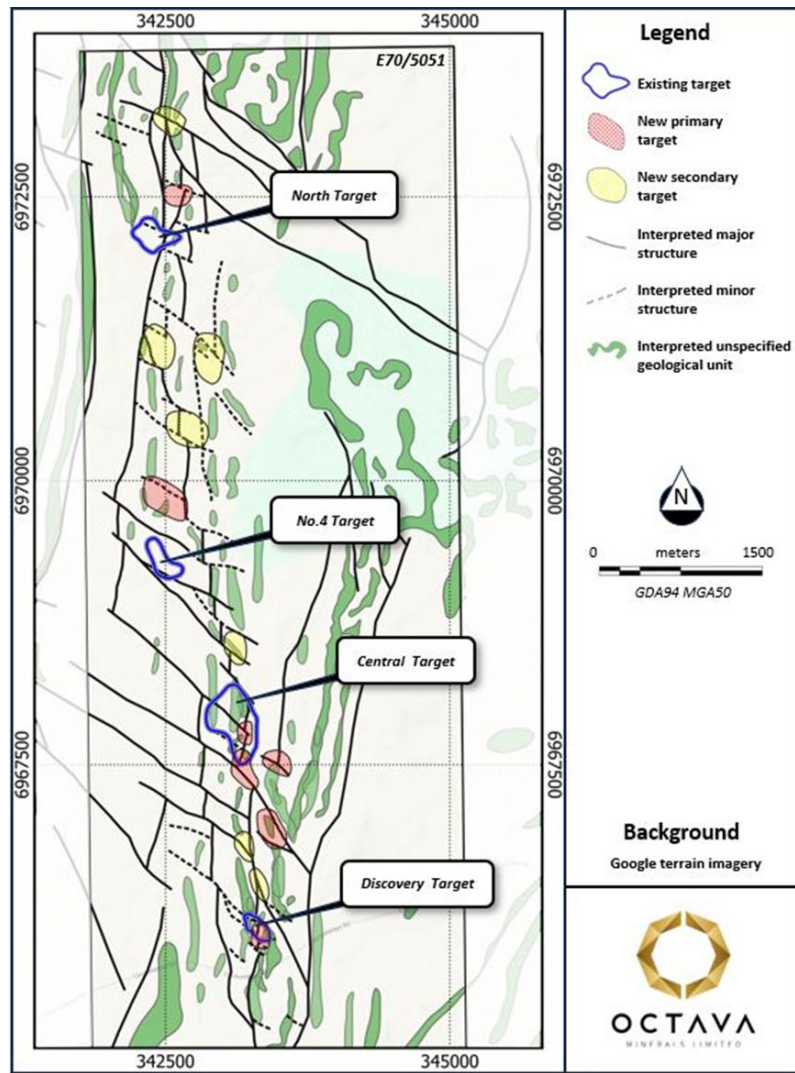 342500
345000
E70/5051
6972500
6972500
North Target
6970000
6970000
No.4 Target
Central Target
6967500
6967500
Discovery Target
342500
345000
Legend
Existing target
New primary
target
New secondary
target
Interpreted major
structure
Interpreted minor
structure
Interpreted unspecified
geological unit
N
0 meters 1500
GDA94 MGA50
Background
Google terrain imagery
OCTAVA
MINERALS LIMITED